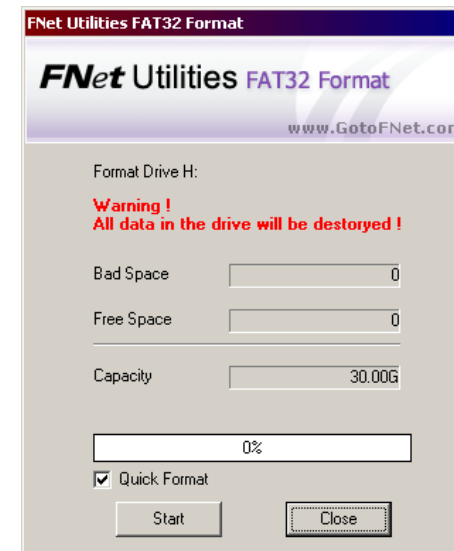 FNet Utilities FAT32 Format
FNet Utilities FAT32 Format
www.GotoFNet.com
Format Drive H:
Warning !
All data in the drive will be destoryed !
Bad Space 0
Free Space 0
Capacity 30.00G
0%
Quick Format
Start Close